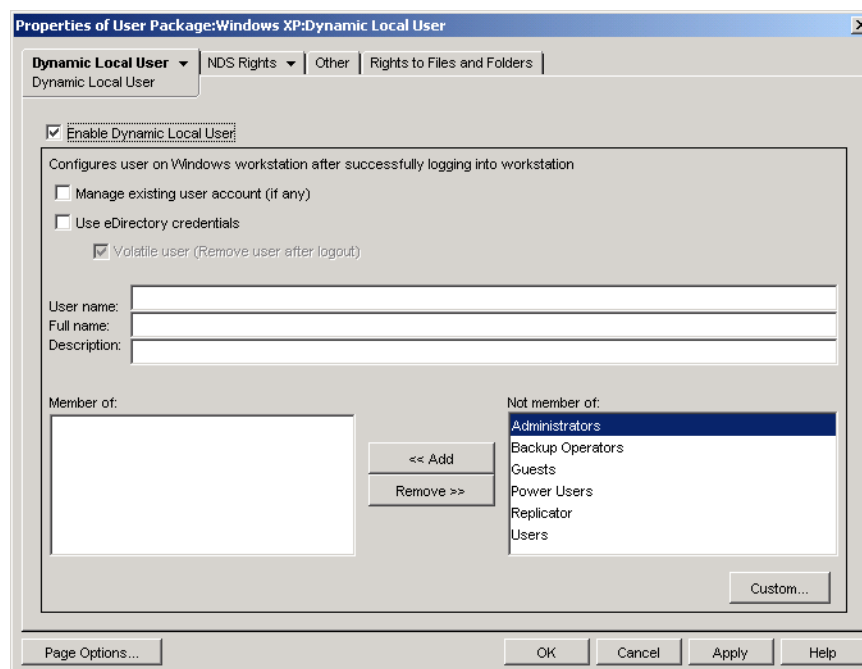 Properties of User Package:Windows XP:Dynamic Local User
Dynamic Local User NDS Rights Other Rights to Files and Folders
Dynamic Local User
Enable Dynamic Local User
Configures user on Windows workstation after successfully logging into workstation
Manage existing user account (if any)
Use eDirectory credentials
Volatile user (Remove user after logout)
User name:
Full name:
Description:
Member of: Not member of:
Administrators
Backup Operators
<< Add
Guests
Remove >> Power Users
Replicator
Users
Custom...
Page Options... OK Cancel Apply Help